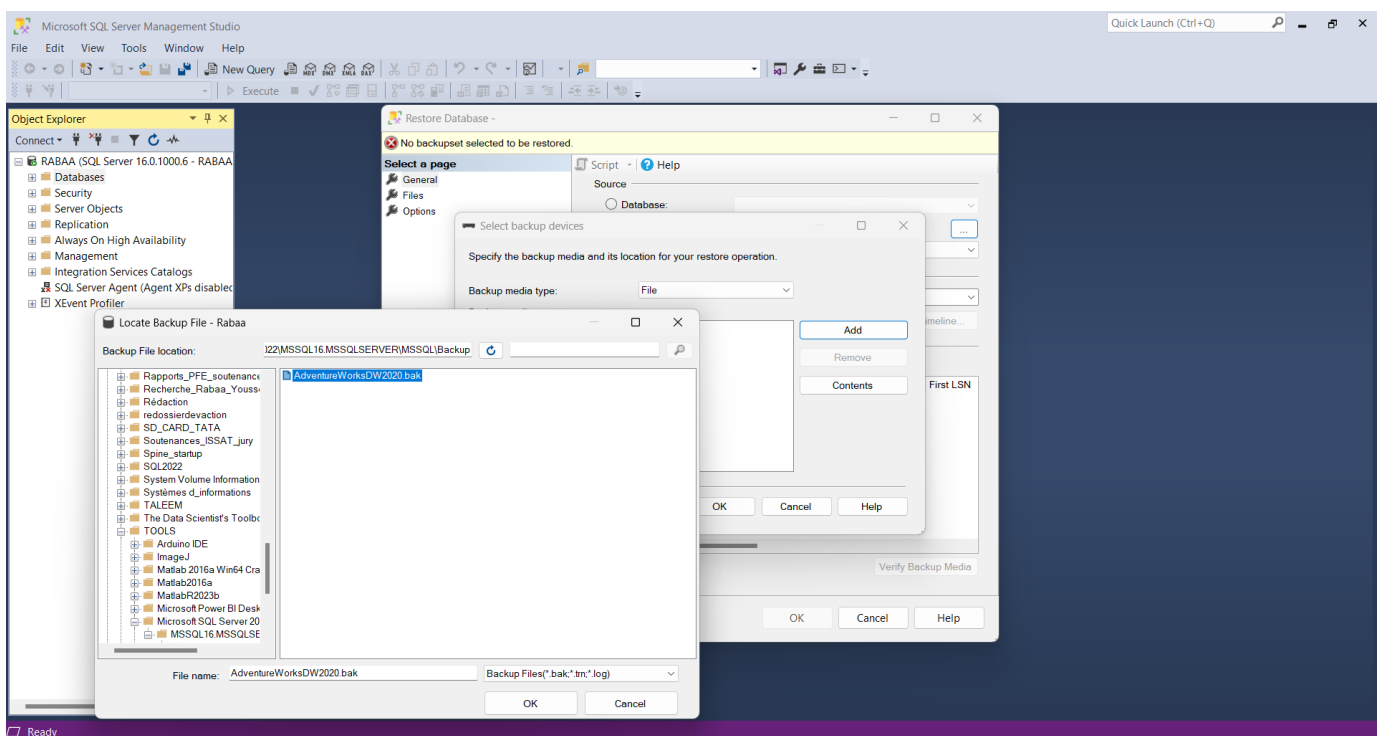 Microsoft SQL Server Management Studio
Quick Launch (Ctrl+Q)
File Edit View Tools Window Help
New Query MDX DMX XMLA DAX
Execute
Object Explorer
Connect
RABAA (SQL Server 16.0.1000.6 - RABAA
Databases
Security
Server Objects
Replication
Always On High Availability
Management
Integration Services Catalogs
SQL Server Agent (Agent XPs disabled
XEvent Profiler
Restore Database -
No backupset selected to be restored.
Select a page
General
Files
Options
Script Help
Source
Database:
...
imeline...
First LSN
Verify Backup Media
OK Cancel Help
Select backup devices
Specify the backup media and its location for your restore operation.
Backup media type: File
Add
Remove
Contents
OK Cancel Help
Locate Backup File - Rabaa
Backup File location: )22\MSSQL16.MSSQLSERVER\MSSQL\Backup
Rapports_PFE_soutenance
Recherche_Rabaa_Yousse
Rédaction
redossierdevaction
SD_CARD_TATA
Soutenances_ISSAT_jury
Spine_startup
SQL2022
System Volume Information
Systèmes d_informations
TALEEM
The Data Scientist's Toolbo
TOOLS
Arduino IDE
ImageJ
Matlab 2016a Win64 Cra
Matlab2016a
MatlabR2023b
Microsoft Power BI Desk
Microsoft SQL Server 20
MSSQL16.MSSQLSE
AdventureWorksDW2020.bak
File name: AdventureWorksDW2020.bak
Backup Files(*.bak;*.trn;*.log)
OK Cancel
Ready